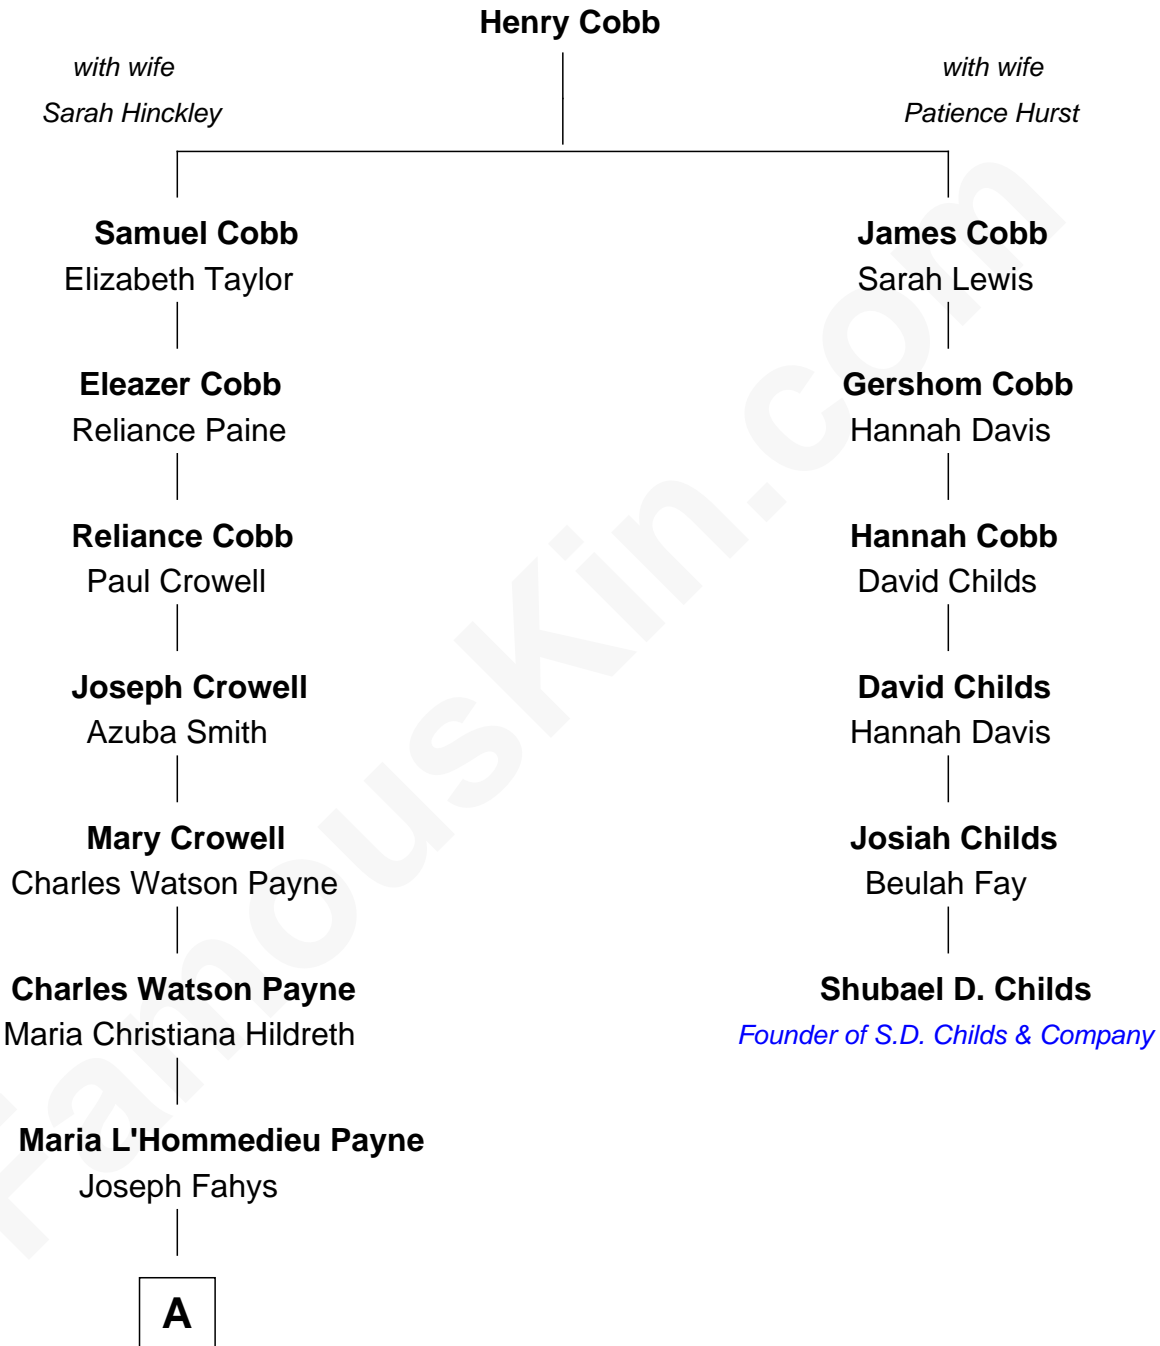 Henry Cobb
with wife
Sarah Hinckley
with wife
Patience Hurst
Samuel Cobb
Elizabeth Taylor
James Cobb
Sarah Lewis
Eleazer Cobb
Reliance Paine
Gershom Cobb
Hannah Davis
Reliance Cobb
Paul Crowell
Hannah Cobb
David Childs
Joseph Crowell
Azuba Smith
David Childs
Hannah Davis
Mary Crowell
Charles Watson Payne
Josiah Childs
Beulah Fay
Charles Watson Payne
Maria Christiana Hildreth
Shubael D. Childs
Founder of S.D. Childs & Company
Maria L'Hommedieu Payne
Joseph Fahys
A
FamousKin.com